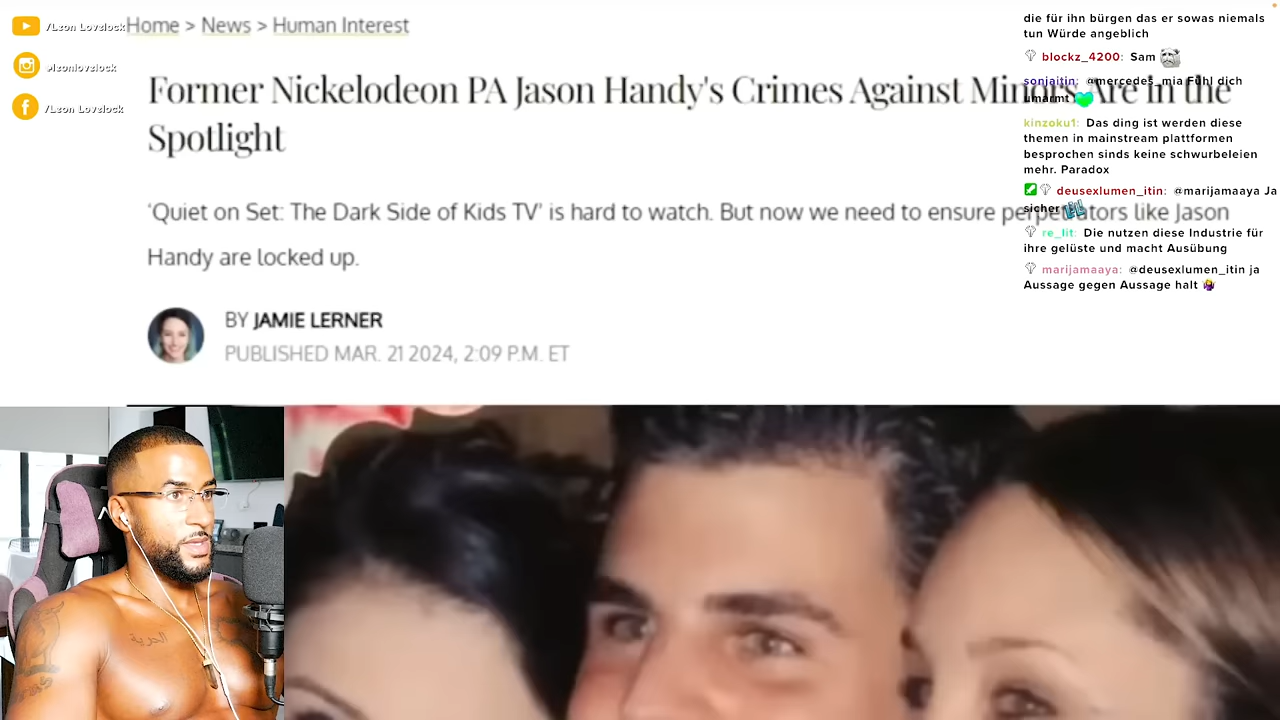 /Leon Lovelock
Home > News > Human Interest
leonlovelock
/Leon Lovelock
Former Nickelodeon PA Jason Handy's Crimes Against Minors Are in the
Spotlight
'Quiet on Set: The Dark Side of Kids TV' is hard to watch. But now we need to ensure perpetrators like Jason
Handy are locked up.
BY JAMIE LERNER
PUBLISHED MAR. 21 2024, 2:09 P.M. ET
die für ihn bürgen das er sowas niemals
tun Würde angeblich
blockz_4200: Sam
sonjaitin: @mercedes_mia Fühl dich
umarmt
kinzoku1: Das ding ist werden diese
themen in mainstream plattformen
besprochen sinds keine schwurbeleien
mehr. Paradox
deusexlumen_itin: @marijamaaya Ja
sicher
re_lit: Die nutzen diese Industrie für
ihre gelüste und macht Ausübung
marijamaaya: @deusexlumen_itin ja
Aussage gegen Aussage halt
الحرية